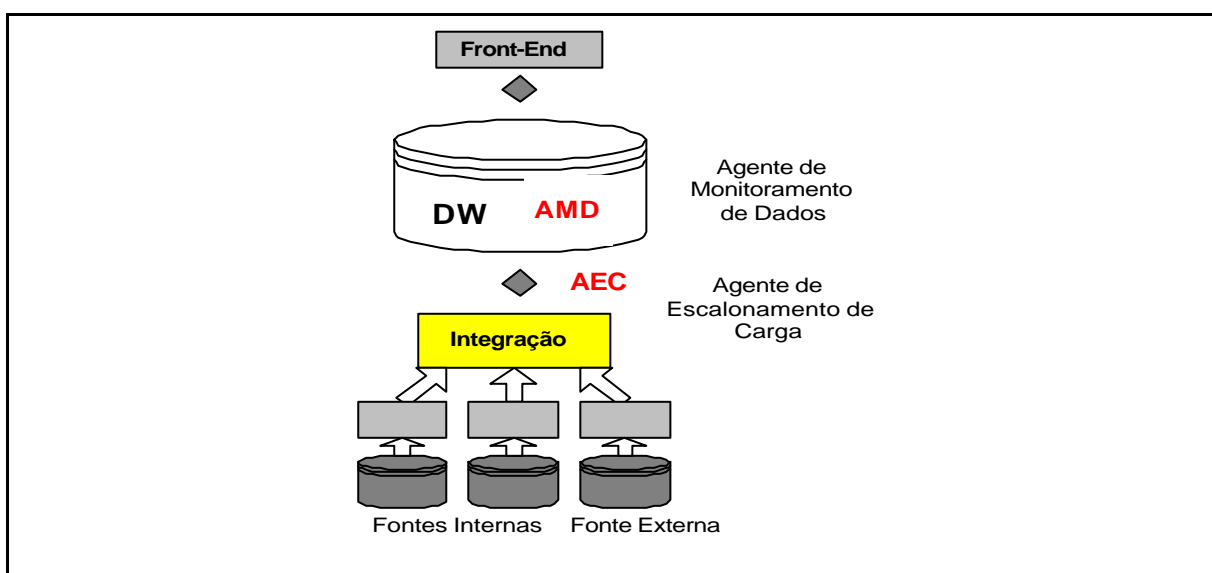 Front-End
Agente de
Monitoramento
de Dados
DW
AMD
AEC
Agente de
Escalonamento de
Carga
Integração
Fontes Internas
Fonte Externa